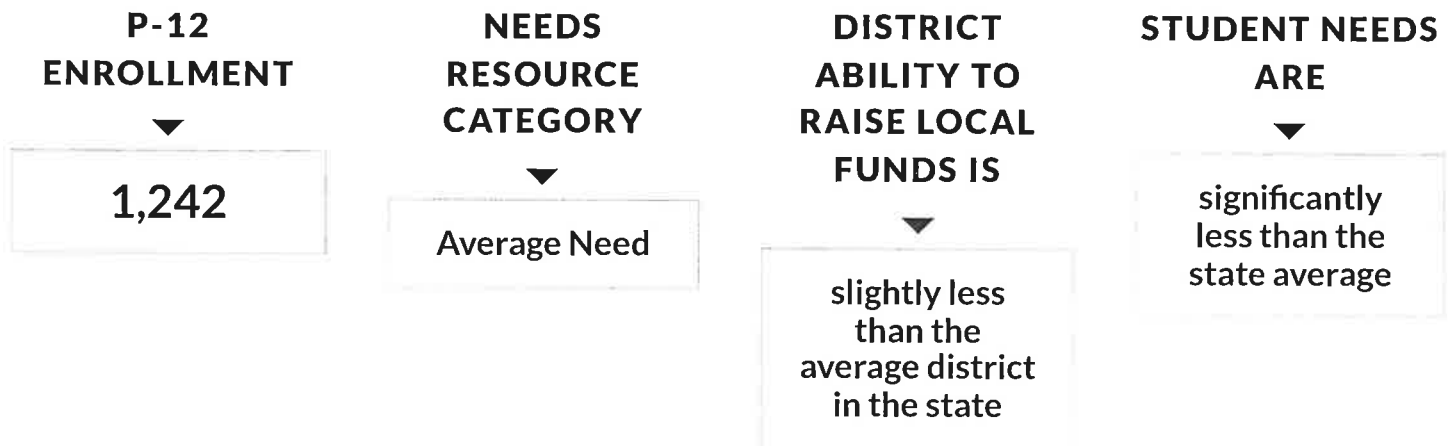 P-12
ENROLLMENT
1,242
NEEDS
RESOURCE
CATEGORY
Average Need
DISTRICT
ABILITY TO
RAISE LOCAL
FUNDS IS
slightly less
than the
average district
in the state
STUDENT NEEDS
ARE
significantly
less than the
state average